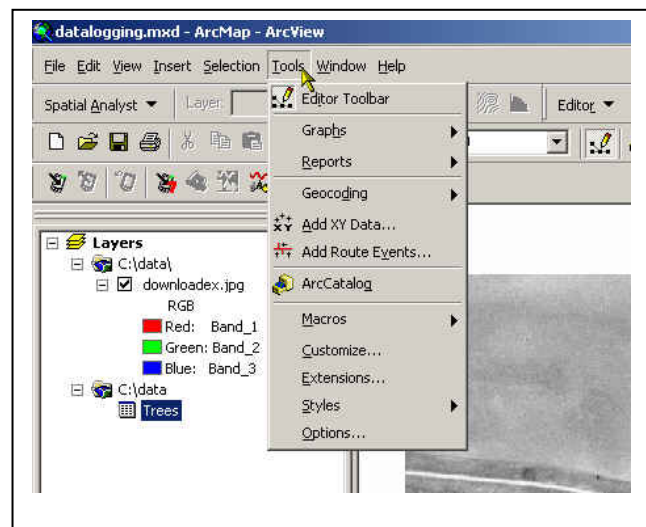 datalogging.mxd - ArcMap - ArcView
File Edit View Insert Selection Tools Window Help
Spatial Analyst Layer: Editor
Editor Toolbar
Graphs
Reports
Geocoding
Add XY Data...
Add Route Events...
ArcCatalog
Macros
Customize...
Extensions...
Styles
Options...
Layers
C:\data\
downloadex.jpg
RGB
Red: Band_1
Green: Band_2
Blue: Band_3
C:\data
Trees